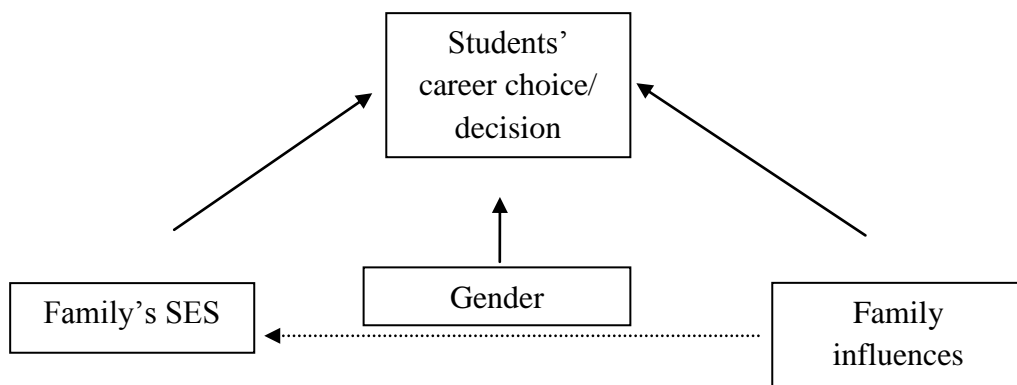 Students’
career choice/
decision
Family’s SES
Gender
Family
influences